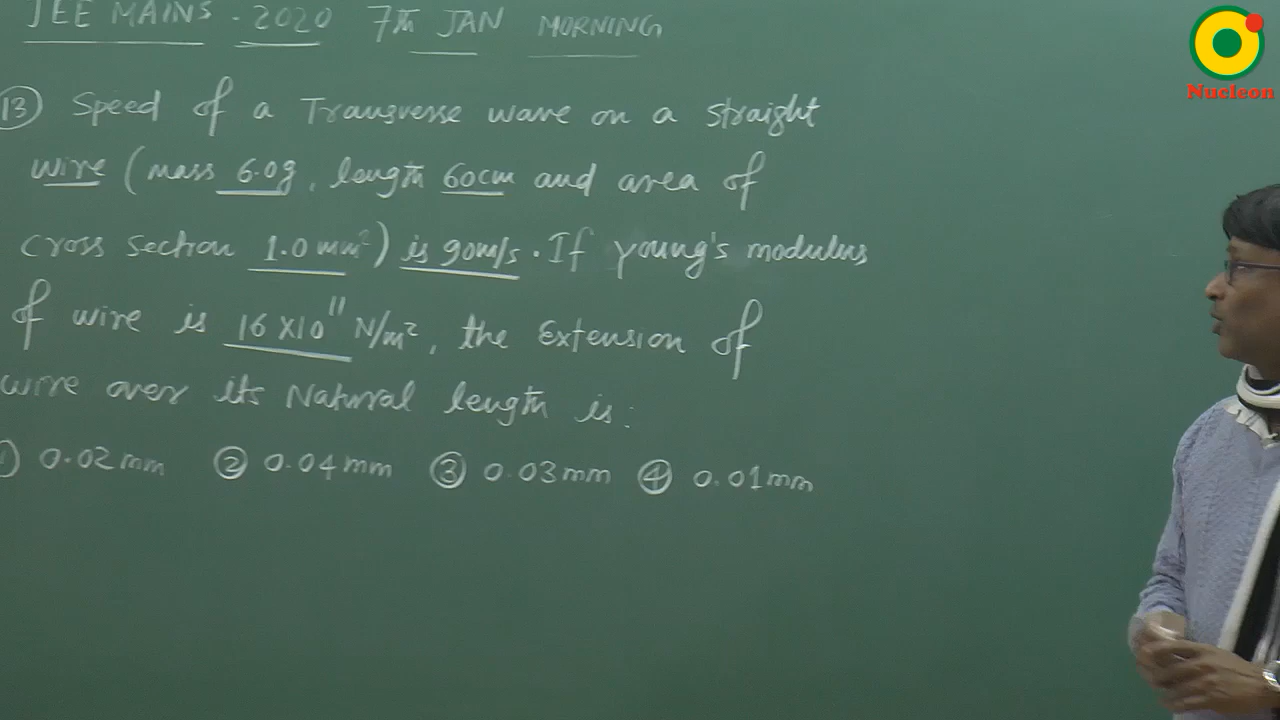 JEE MAINS. 2020 7th JAN MORNING
Nucleon
13 Speed of a Transverse wave on a straight
wire (mass 6.0g, length 60cm and area of
cross section 1.0 mm²) is 90m/s. If young's modulus
of wire is 16 X10¹¹ N/m², the Extension of
wire over its Natural length is:
1 0.02 mm 2 0.04 mm 3 0.03 mm 4 0.01 mm